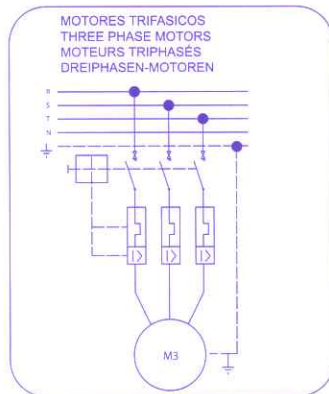 MOTORES TRIFASICOS
THREE PHASE MOTORS
MOTEURS TRIPHASÉS
DREIPHASEN-MOTOREN
R
S
T
N
I> I> I>
M3